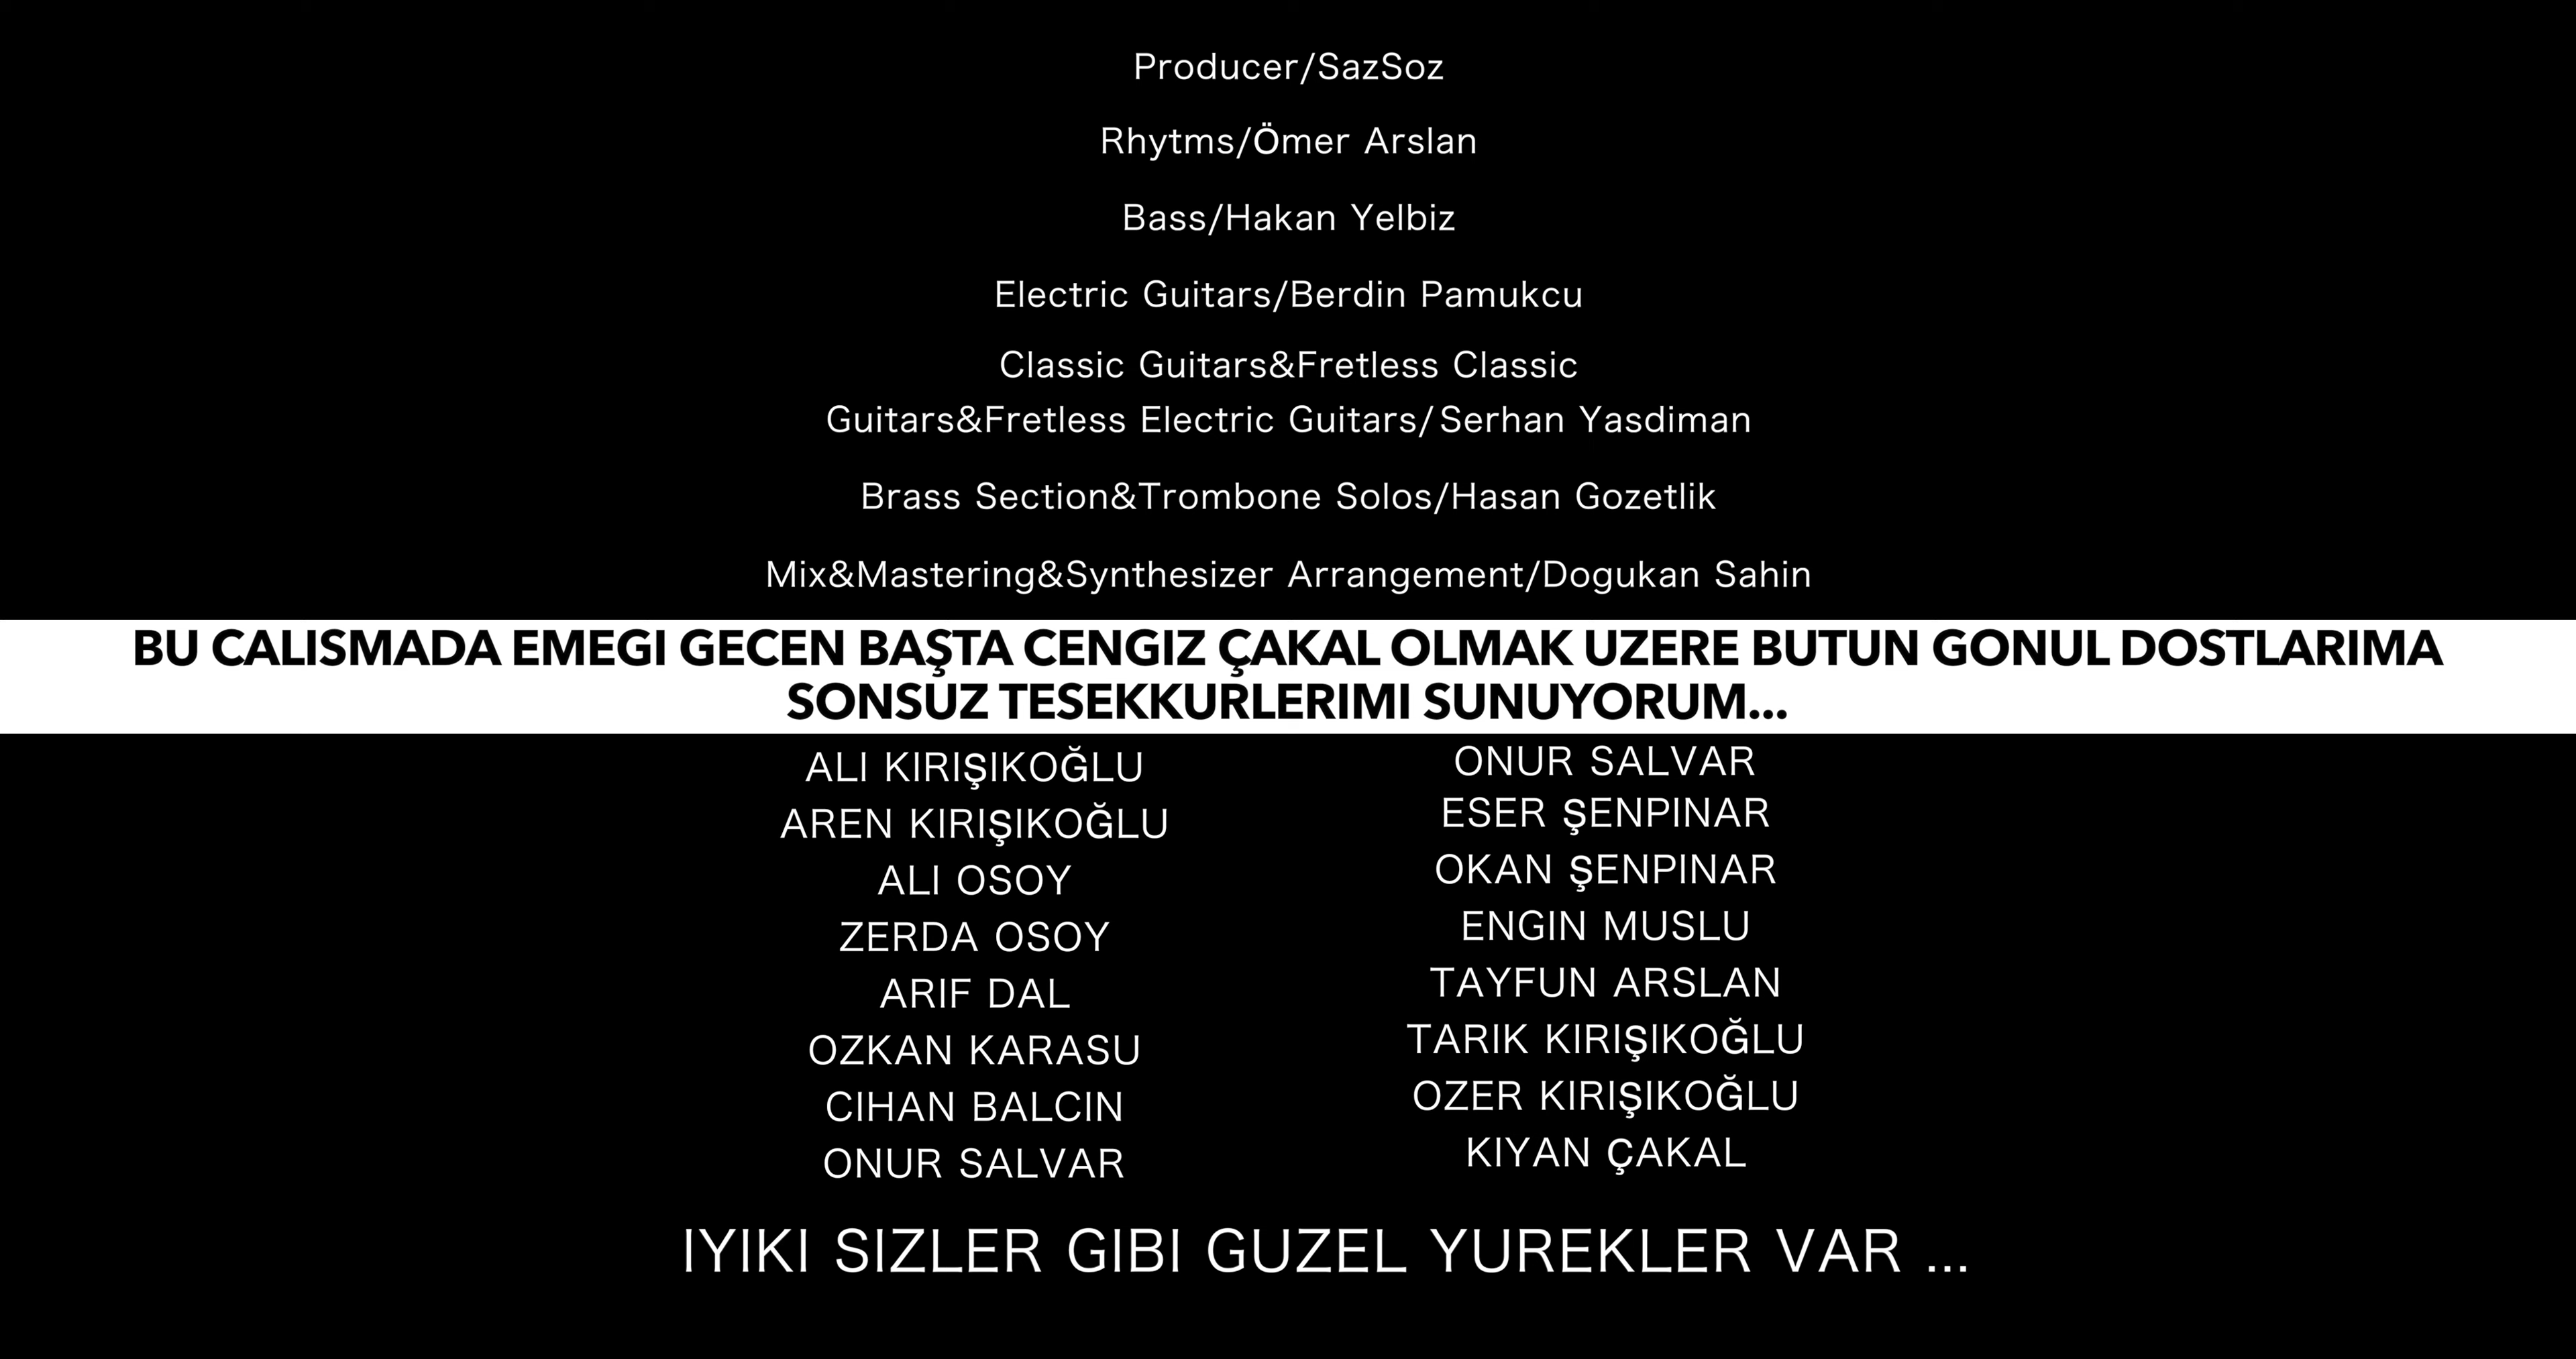 Producer/SazSoz
Rhytms/Ömer Arslan
Bass/Hakan Yelbiz
Electric Guitars/Berdin Pamukcu
Classic Guitars&Fretless Classic
Guitars&Fretless Electric Guitars/Serhan Yasdiman
Brass Section&Trombone Solos/Hasan Gozetlik
Mix&Mastering&Synthesizer Arrangement/Dogukan Sahin
BU CALISMADA EMEGI GECEN BAŞTA CENGIZ ÇAKAL OLMAK UZERE BUTUN GONUL DOSTLARIMA
SONSUZ TESEKKURLERIMI SUNUYORUM...
ALI KIRIŞIKOĞLU
AREN KIRIŞIKOĞLU
ALI OSOY
ZERDA OSOY
ARIF DAL
OZKAN KARASU
CIHAN BALCIN
ONUR SALVAR
ONUR SALVAR
ESER ŞENPINAR
OKAN ŞENPINAR
ENGIN MUSLU
TAYFUN ARSLAN
TARIK KIRIŞIKOĞLU
OZER KIRIŞIKOĞLU
KIYAN ÇAKAL
IYIKI SIZLER GIBI GUZEL YUREKLER VAR ...